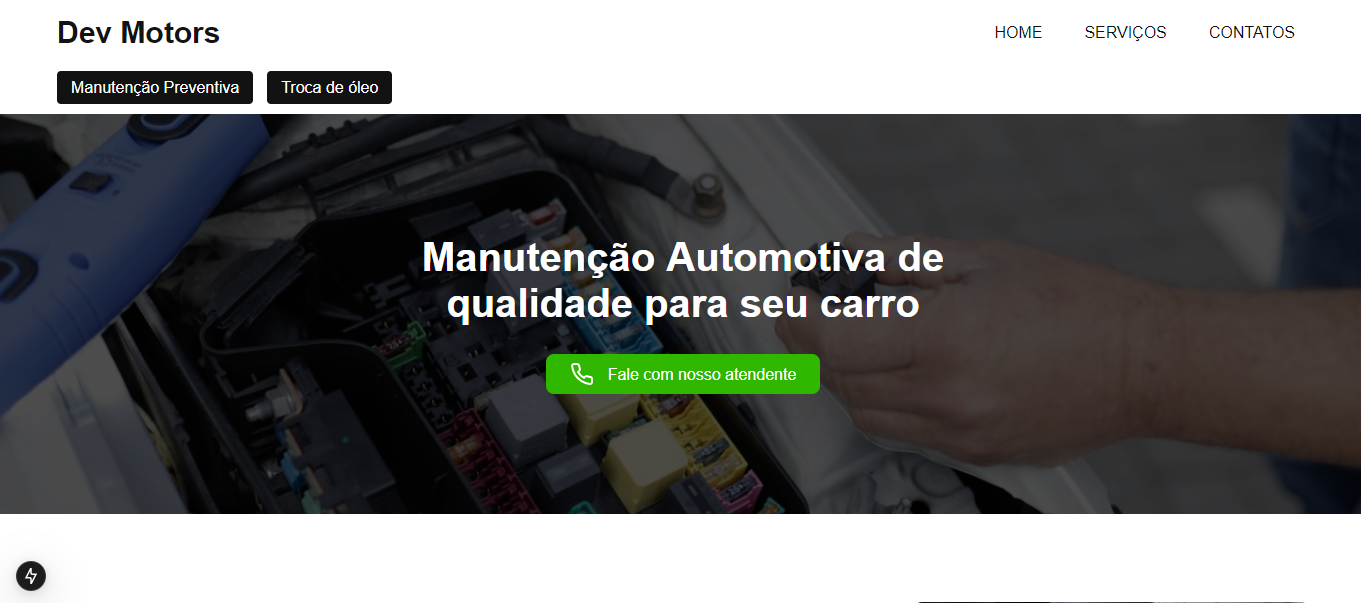 Dev Motors
HOME SERVIÇOS CONTATOS
Manutenção Preventiva Troca de óleo
Manutenção Automotiva de
qualidade para seu carro
Fale com nosso atendente